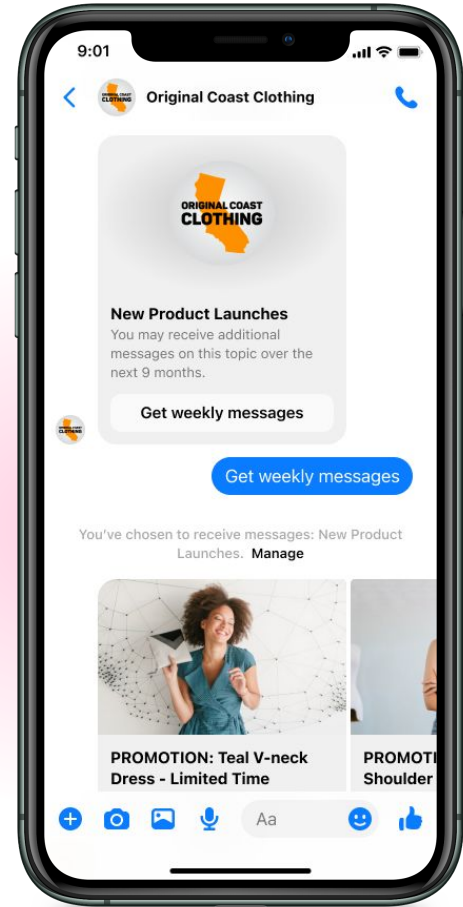 9:01
Original Coast Clothing
ORIGINAL COAST
CLOTHING
New Product Launches
You may receive additional
messages on this topic over the
next 9 months.
Get weekly messages
Get weekly messages
You've chosen to receive messages: New Product
Launches. Manage
PROMOTION: Teal V-neck
Dress - Limited Time
PROMOTI
Shoulder
Aa